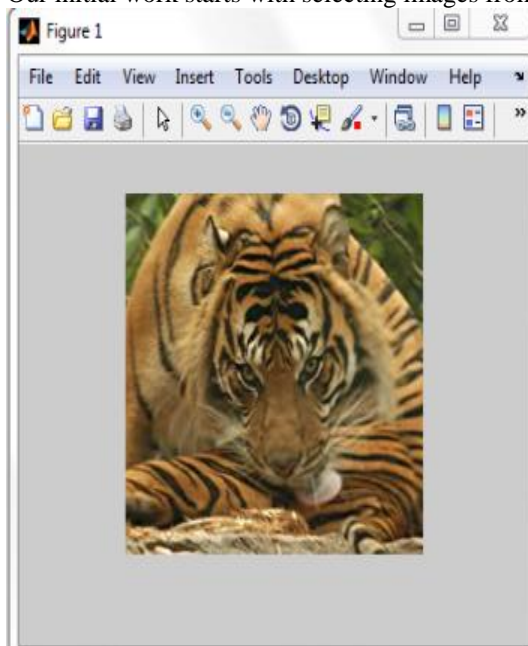 Our initial work starts with selecting images from
Figure 1
File Edit View Insert Tools Desktop Window Help